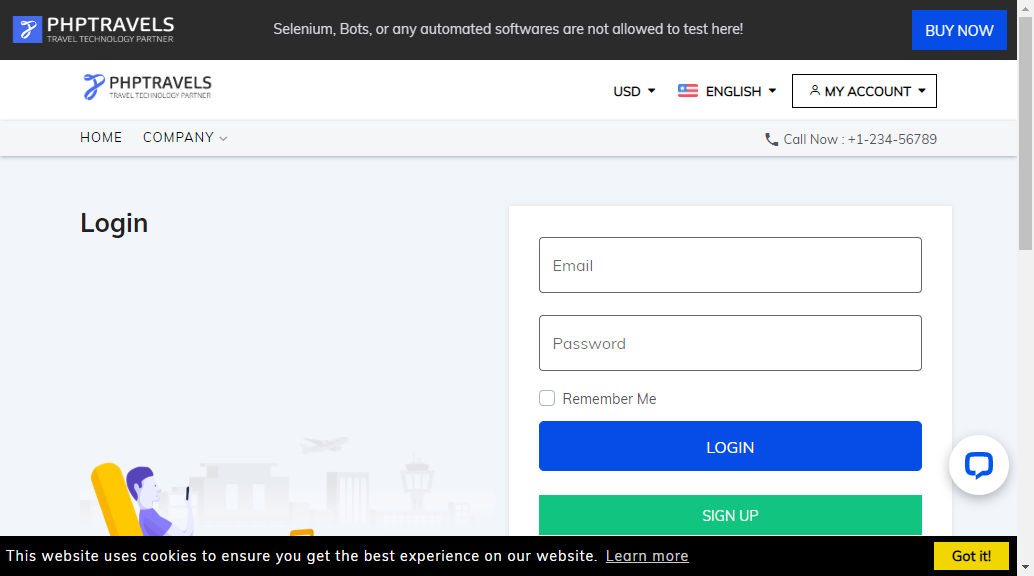 PHPTRAVELS
TRAVEL TECHNOLOGY PARTNER
Selenium, Bots, or any automated softwares are not allowed to test here!
BUY NOW
PHPTRAVELS
TRAVEL TECHNOLOGY PARTNER
USD
ENGLISH
MY ACCOUNT
HOME
COMPANY
Call Now : +1-234-56789
Login
Email
Password
Remember Me
LOGIN
SIGN UP
This website uses cookies to ensure you get the best experience on our website. Learn more
Got it!